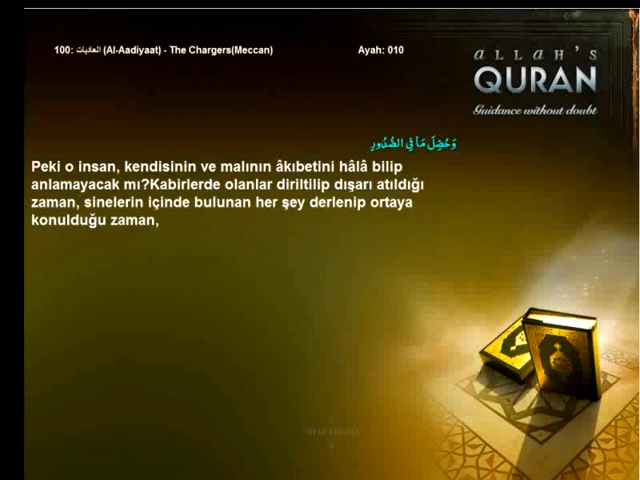 100: العاديات (Al-Aadiyaat) - The Chargers(Meccan) Ayah: 010
ALLAH'S
QURAN
Guidance without doubt
وَحُصِّلَ مَا فِي الصُّدُورِ
Peki o insan, kendisinin ve malının âkıbetini hâlâ bilip
anlamayacak mı?Kabirlerde olanlar diriltilip dışarı atıldığı
zaman, sinelerin içinde bulunan her şey derlenip ortaya
konulduğu zaman,